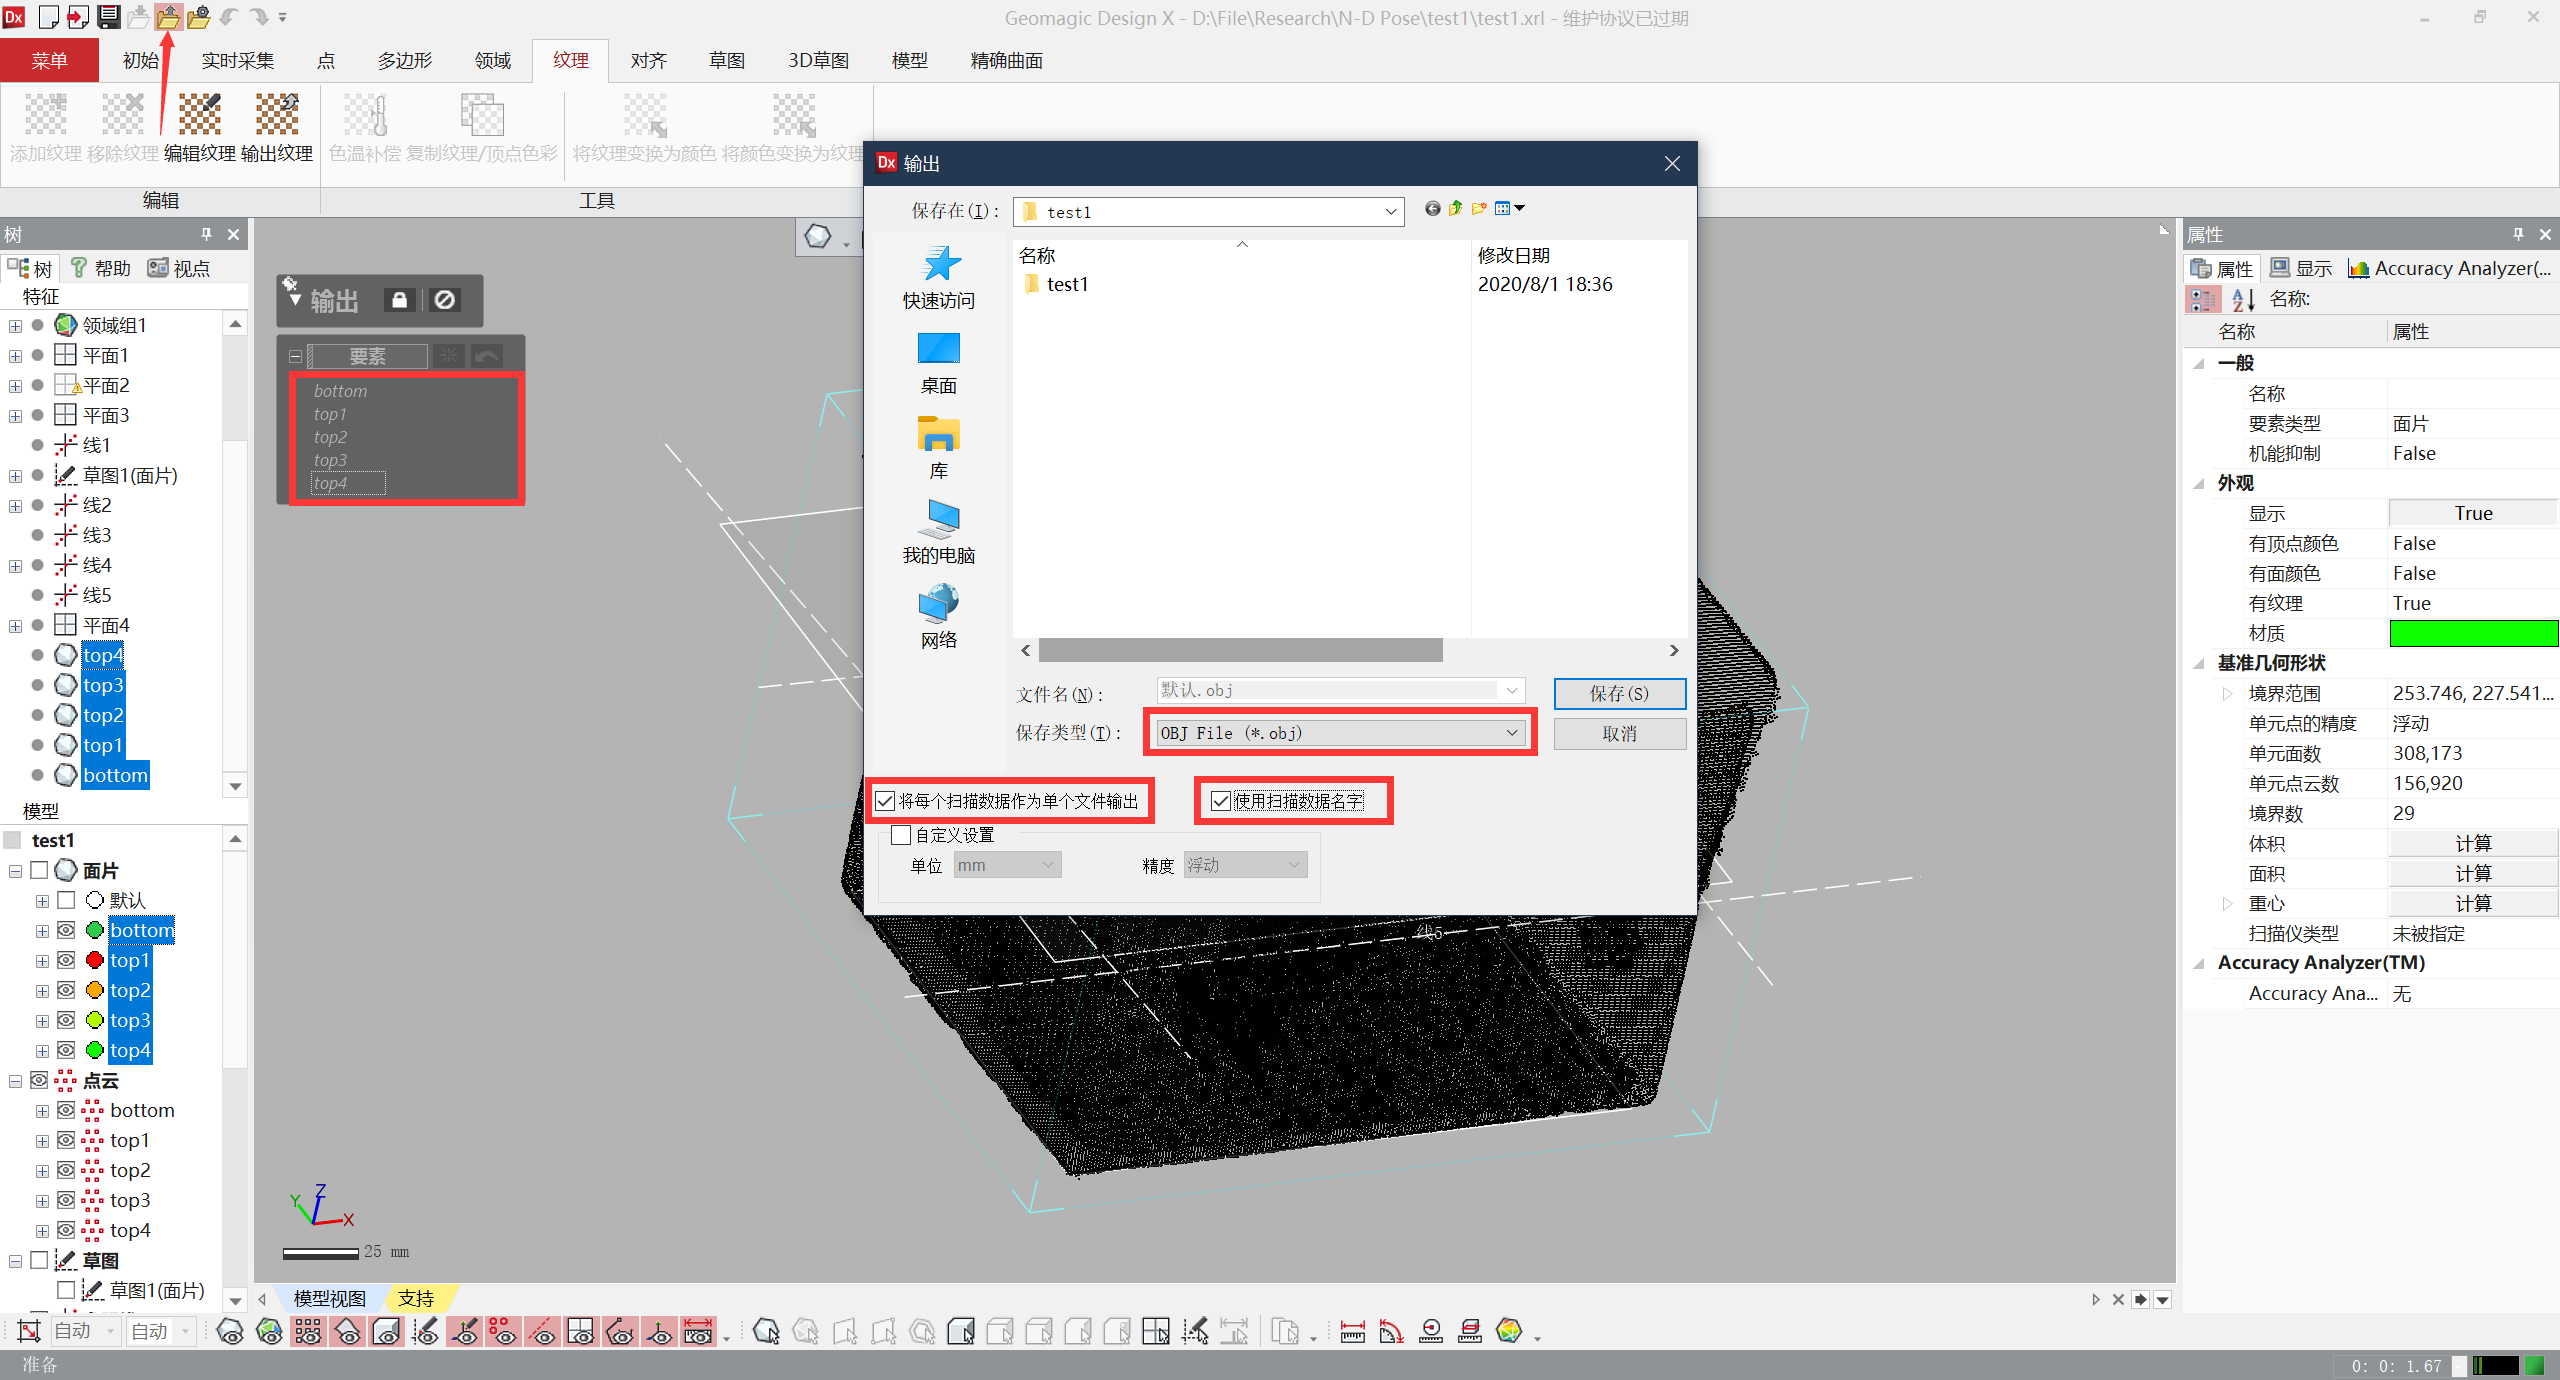 Geomagic Design X - D:\File\Research\N-D Pose\test1\test1.xrl - 维护协议已过期
菜单 初始 实时采集 点 多边形 领域 纹理 对齐 草图 3D草图 模型 精确曲面
添加纹理 移除纹理 编辑纹理 输出纹理 色温补偿 复制纹理/顶点色彩 将纹理变换为颜色 将颜色变换为纹理
编辑 工具
树
树 帮助 视点
特征
领域组1
平面1
平面2
平面3
线1
草图1(面片)
线2
线3
线4
线5
平面4
top4
top3
top2
top1
bottom
模型
test1
面片
默认
bottom
top1
top2
top3
top4
点云
bottom
top1
top2
top3
top4
草图
草图1(面片)
输出
要素
bottom
top1
top2
top3
top4
Dx 输出
保存在(I): test1
名称 修改日期
test1 2020/8/1 18:36
快速访问
桌面
库
我的电脑
网络
文件名(N): 默认.obj 保存(S)
保存类型(T): OBJ File (*.obj) 取消
将每个扫描数据作为单个文件输出 使用扫描数据名字
自定义设置
单位 mm 精度 浮动
线5
Z
Y
X
25 mm
模型视图 支持
属性
属性 显示 Accuracy Analyzer(...
名称:
名称 属性
一般
名称
要素类型 面片
机能抑制 False
外观
显示 True
有顶点颜色 False
有面颜色 False
有纹理 True
材质
基准几何形状
境界范围 253.746, 227.541...
单元点的精度 浮动
单元面数 308,173
单元点云数 156,920
境界数 29
体积 计算
面积 计算
重心 计算
扫描仪类型 未被指定
Accuracy Analyzer(TM)
Accuracy Ana... 无
自动 自动
准备 0: 0: 1.67